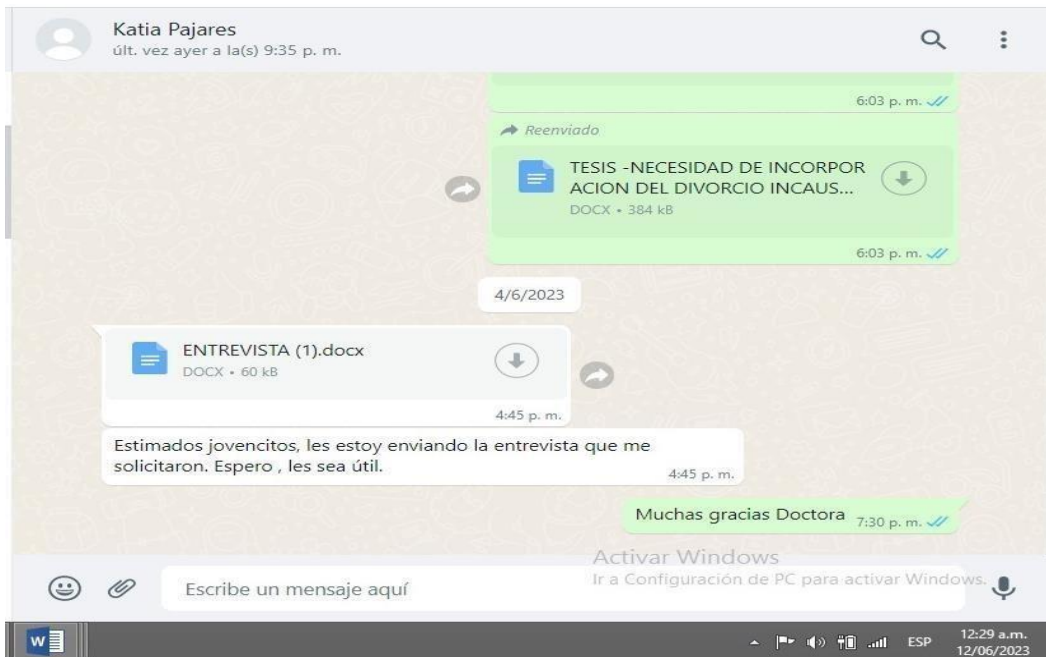 Katia Pajares
últ. vez ayer a la(s) 9:35 p. m.
6:03 p. m.
Reenviado
TESIS -NECESIDAD DE INCORPOR
ACION DEL DIVORCIO INCAUS...
DOCX • 384 kB
6:03 p. m.
4/6/2023
ENTREVISTA (1).docx
DOCX • 60 kB
4:45 p. m.
Estimados jovencitos, les estoy enviando la entrevista que me
solicitaron. Espero , les sea útil.
4:45 p. m.
Muchas gracias Doctora 7:30 p. m.
Activar Windows
Ir a Configuración de PC para activar Windows.
Escribe un mensaje aquí
W
ESP
12:29 a.m.
12/06/2023